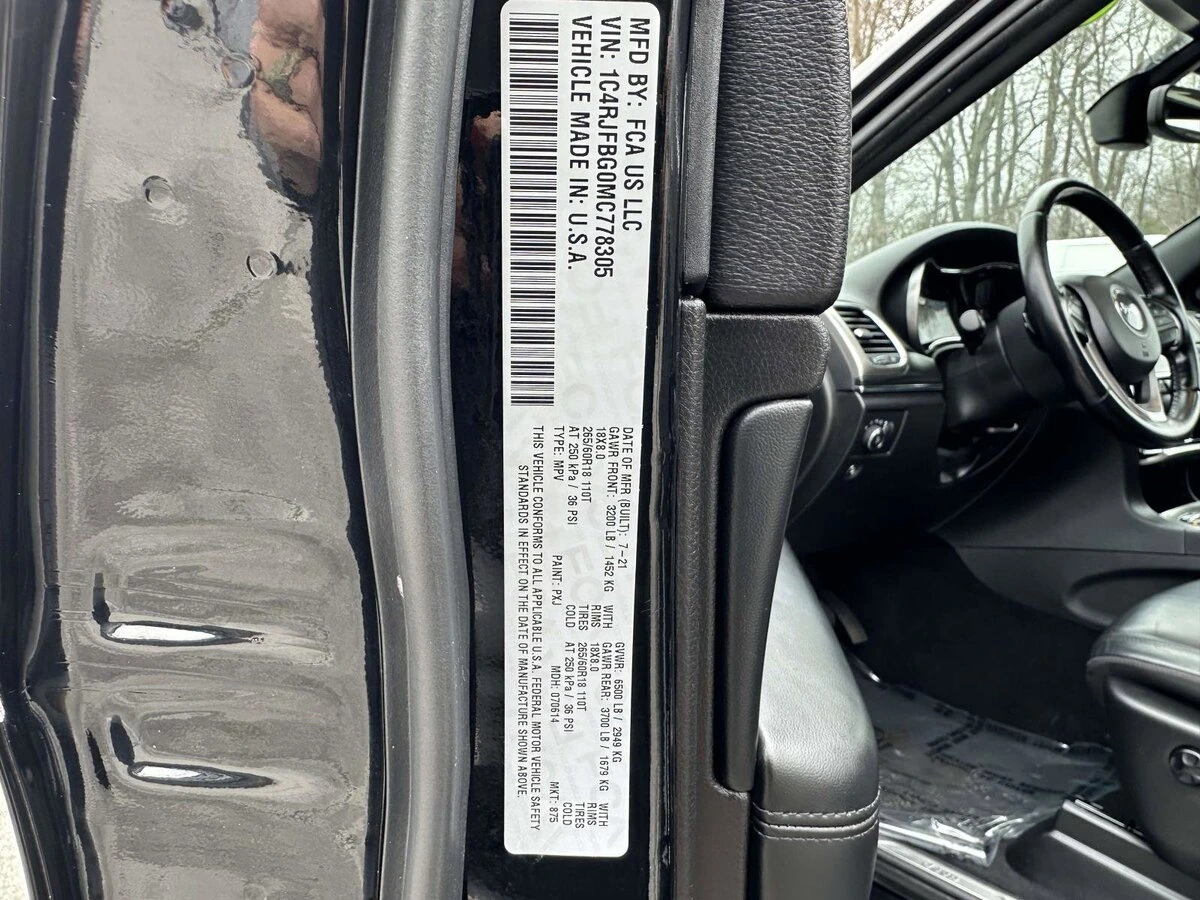 MFD BY: FCA US LLC
VIN: 1C4RJFBG0MC778305
VEHICLE MADE IN: U.S.A.
DATE OF MFR (BUILT): 7-21 GVWR: 6500 LB / 2949 KG
GAWR FRONT: 3200 LB / 1452 KG WITH GAWR REAR: 3700 LB / 1679 KG WITH
18X8.0 RIMS 18X8.0 RIMS
265/60R18 110T TIRES 265/60R18 110T TIRES
AT 250 kPa / 36 PSI COLD AT 250 kPa / 36 PSI COLD
TYPE: MPV PAINT: PXJ MDH: 070614 MKT: 875
THIS VEHICLE CONFORMS TO ALL APPLICABLE U.S.A. FEDERAL MOTOR VEHICLE SAFETY
STANDARDS IN EFFECT ON THE DATE OF MANUFACTURE SHOWN ABOVE.